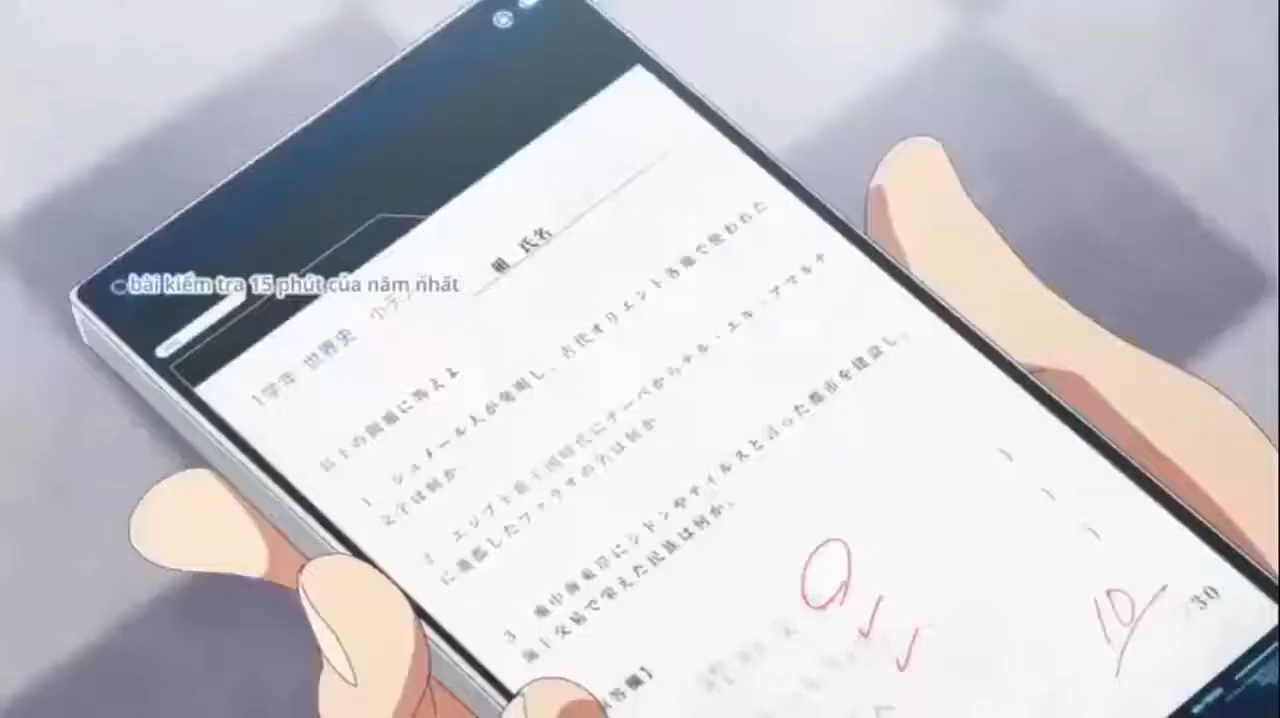 bài kiểm tra 15 phút của năm nhất
組 氏名
1学年 世界史 小テ
以下の問題に答えよ
1 シュメール人が発明し、古代オリエント各地で使われた
文字は何か。
2 エジプト新王国時代にテーベからテル・エル・アマルナ
に遷都したファラオの名は何か
3 地中海東岸にシドンやティルスと言った都市を建設し、
海上交易で栄えた民族は何か。
答欄】
10/30